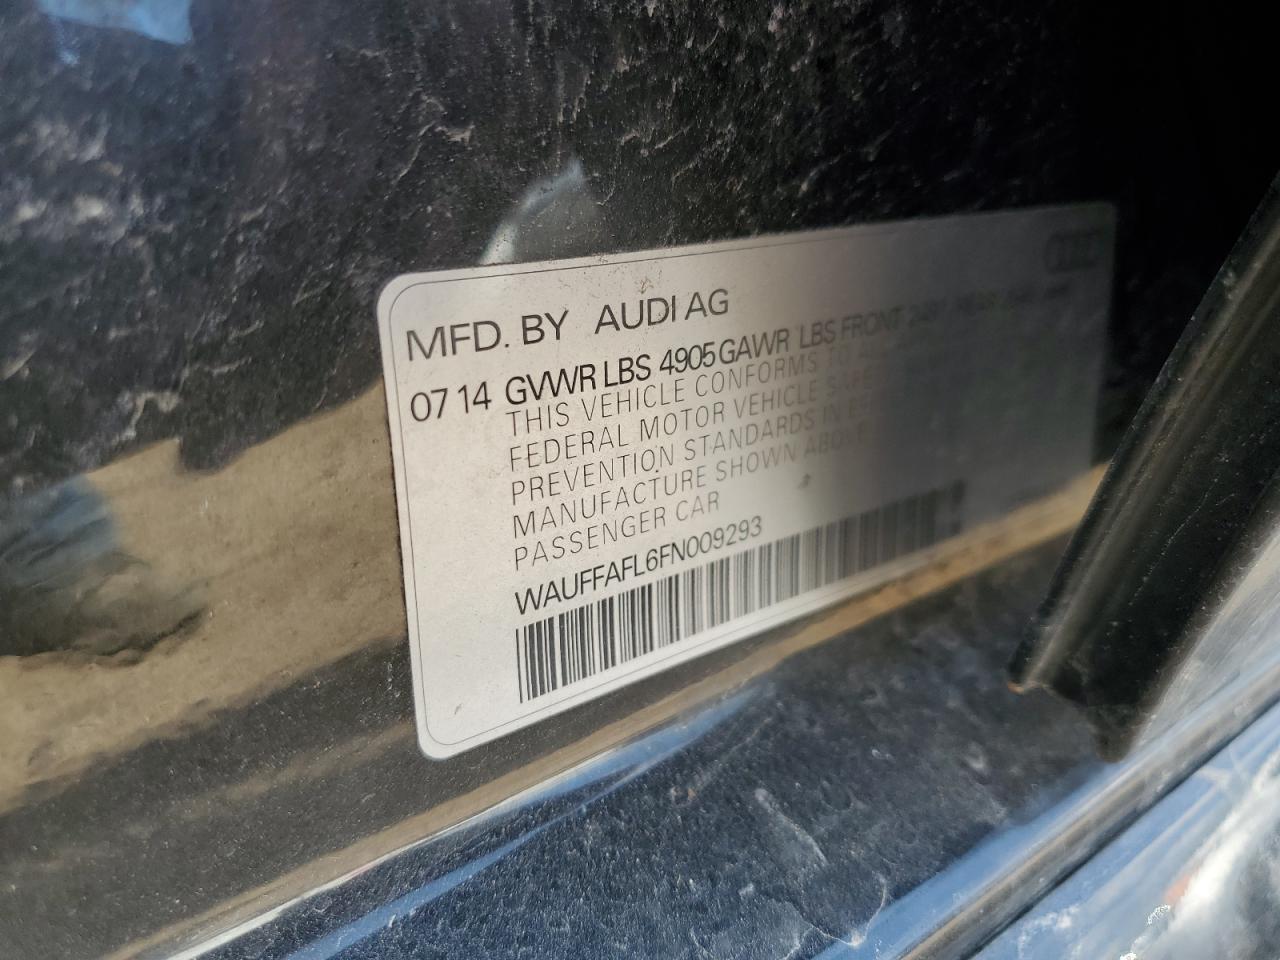 MFD. BY AUDI AG
07 14 GVWR LBS 4905 GAWR LBS FRONT
THIS VEHICLE CONFORMS TO
FEDERAL MOTOR VEHICLE
PREVENTION STANDARDS IN
MANUFACTURE SHOWN ABOVE
PASSENGER CAR
WAUFFAFL6FN009293